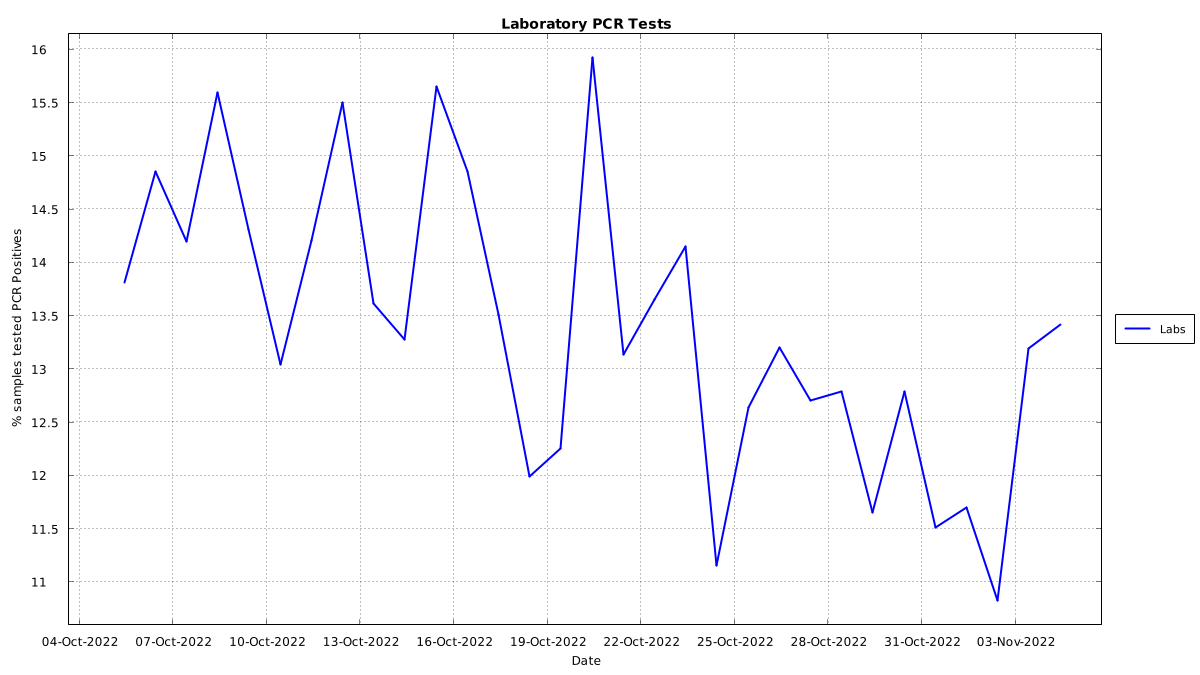 Laboratory PCR Tests
% samples tested PCR Positives
16
15.5
15
14.5
14
13.5
13
12.5
12
11.5
11
04-Oct-2022 07-Oct-2022 10-Oct-2022 13-Oct-2022 16-Oct-2022 19-Oct-2022 22-Oct-2022 25-Oct-2022 28-Oct-2022 31-Oct-2022 03-Nov-2022
Date
Labs